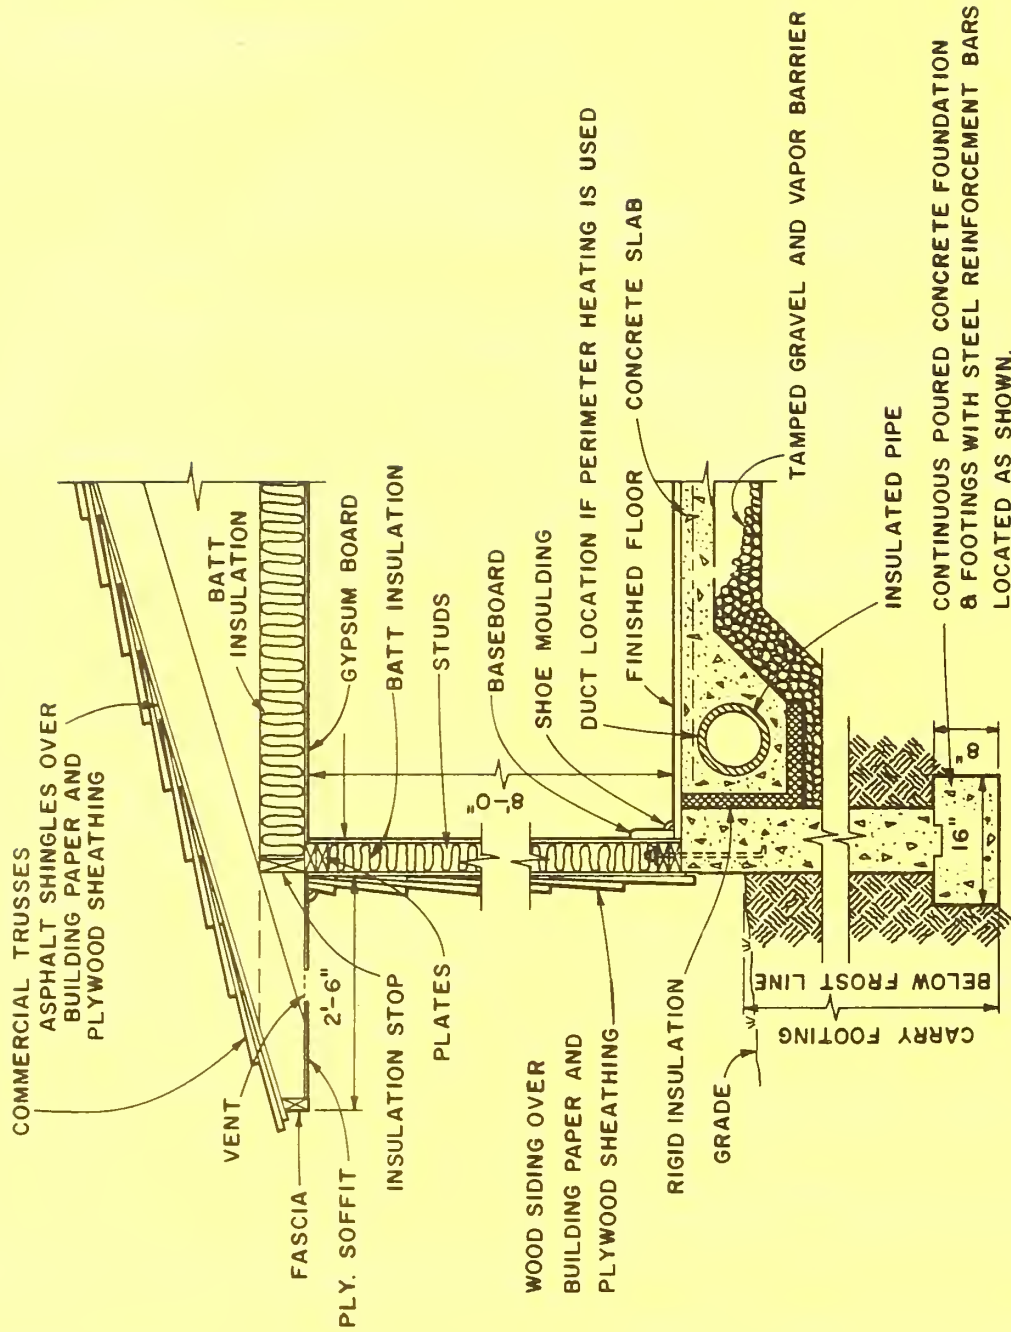 COMMERCIAL TRUSSES
ASPHALT SHINGLES OVER
BUILDING PAPER AND
PLYWOOD SHEATHING
VENT
FASCIA
PLY. SOFFIT
2'-6"
INSULATION STOP
PLATES
BATT
INSULATION
GYPSUM BOARD
BATT INSULATION
STUDS
8'-0"
BASEBOARD
SHOE MOULDING
DUCT LOCATION IF PERIMETER HEATING IS USED
FINISHED FLOOR
CONCRETE SLAB
WOOD SIDING OVER
BUILDING PAPER AND
PLYWOOD SHEATHING
RIGID INSULATION
GRADE
TAMPED GRAVEL AND VAPOR BARRIER
INSULATED PIPE
CARRY FOOTING
BELOW FROST LINE
16"
8"
CONTINUOUS POURED CONCRETE FOUNDATION
& FOOTINGS WITH STEEL REINFORCEMENT BARS
LOCATED AS SHOWN.